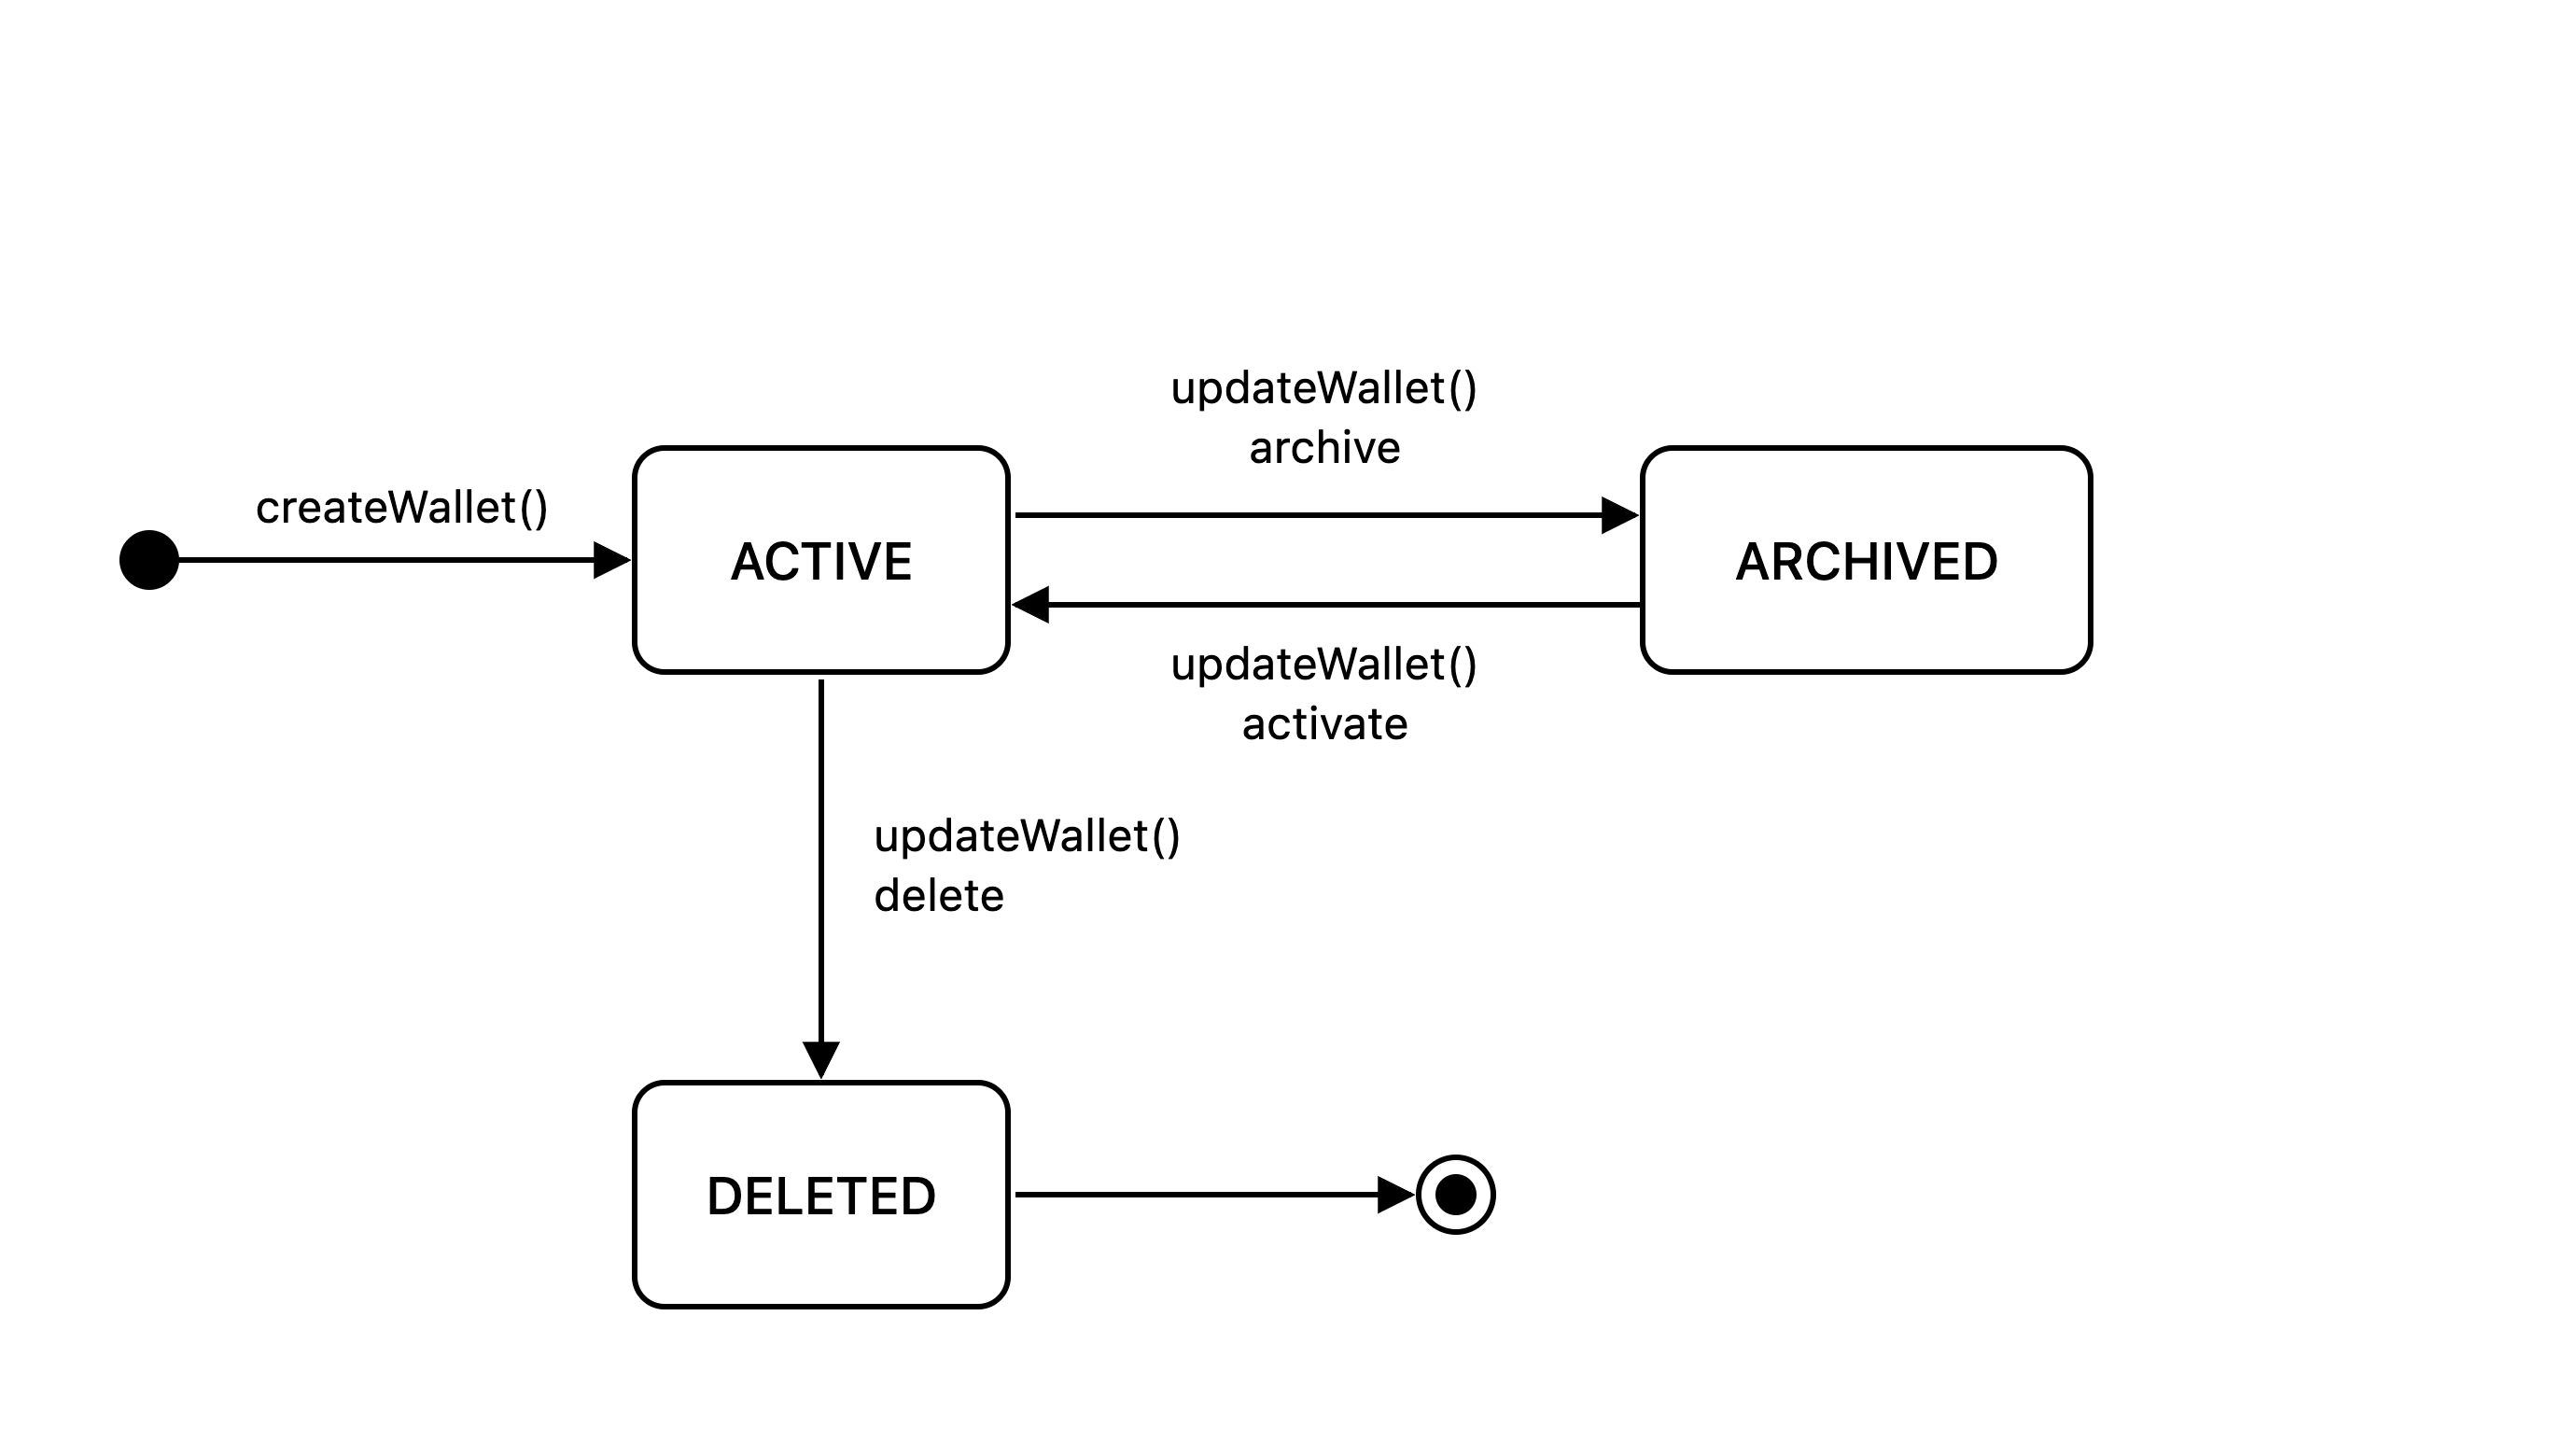 createWallet()
ACTIVE
updateWallet()
archive
ARCHIVED
updateWallet()
activate
updateWallet()
delete
DELETED